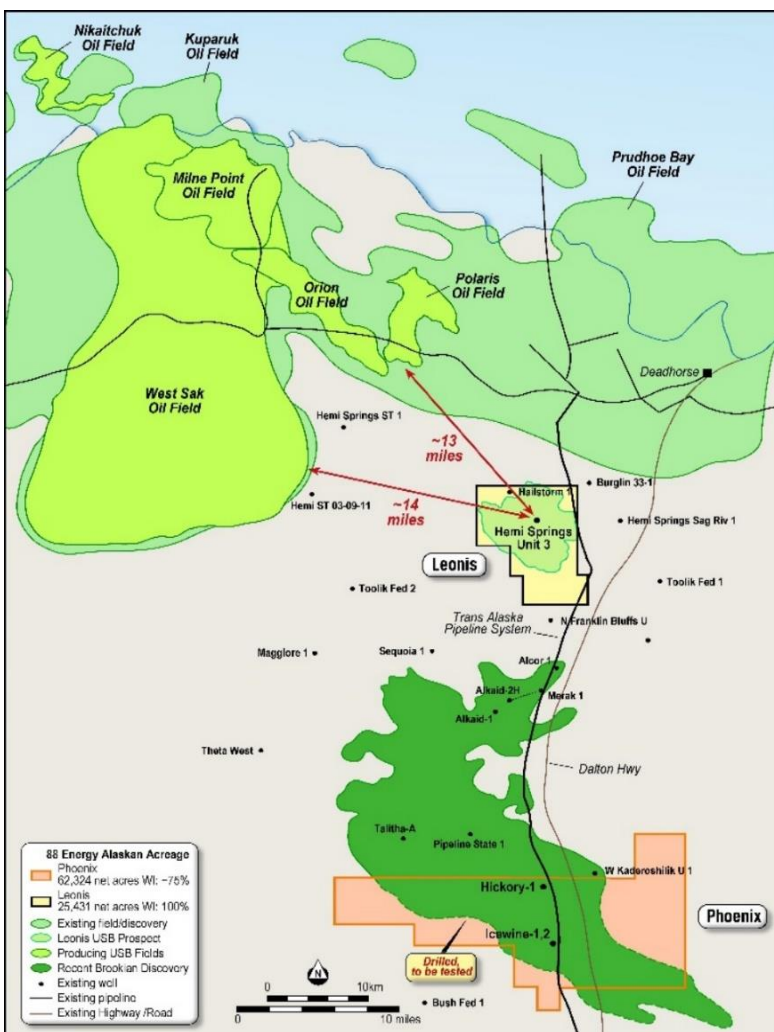 Nikaitchuk
Oil Field
Kuparuk
Oil Field
Milne Point
Oil Field
Prudhoe Bay
Oil Field
Orion
Oil Field
Polaris
Oil Field
West Sak
Oil Field
Deadhorse
Hemi Springs ST 1
~13
miles
~14
miles
Hemi ST 03-09-11
Hailstorm 1
Burglin 33-1
Hemi Springs
Unit 3
Hemi Springs Sag Riv 1
Leonis
Toolik Fed 2
Toolik Fed 1
Trans Alaska
Pipeline System
N Franklin Bluffs U
Magglore 1
Sequoia 1
Alcor 1
Alkaid-2H
Merak 1
Alkaid-1
Theta West
Dalton Hwy
Talitha-A
Pipeline State 1
W Kadoroshilik U 1
Hickory-1
Phoenix
Icewine-1,2
Drilled,
to be tested
Bush Fed 1
88 Energy Alaskan Acreage
Phoenix
62,324 net acres WI: ~75%
Leonis
25,431 net acres WI: 100%
Existing field/discovery
Leonis USB Prospect
Producing USB Fields
Recent Brookian Discovery
Existing well
Existing pipeline
Existing Highway /Road
N
0 10km
0 10 miles